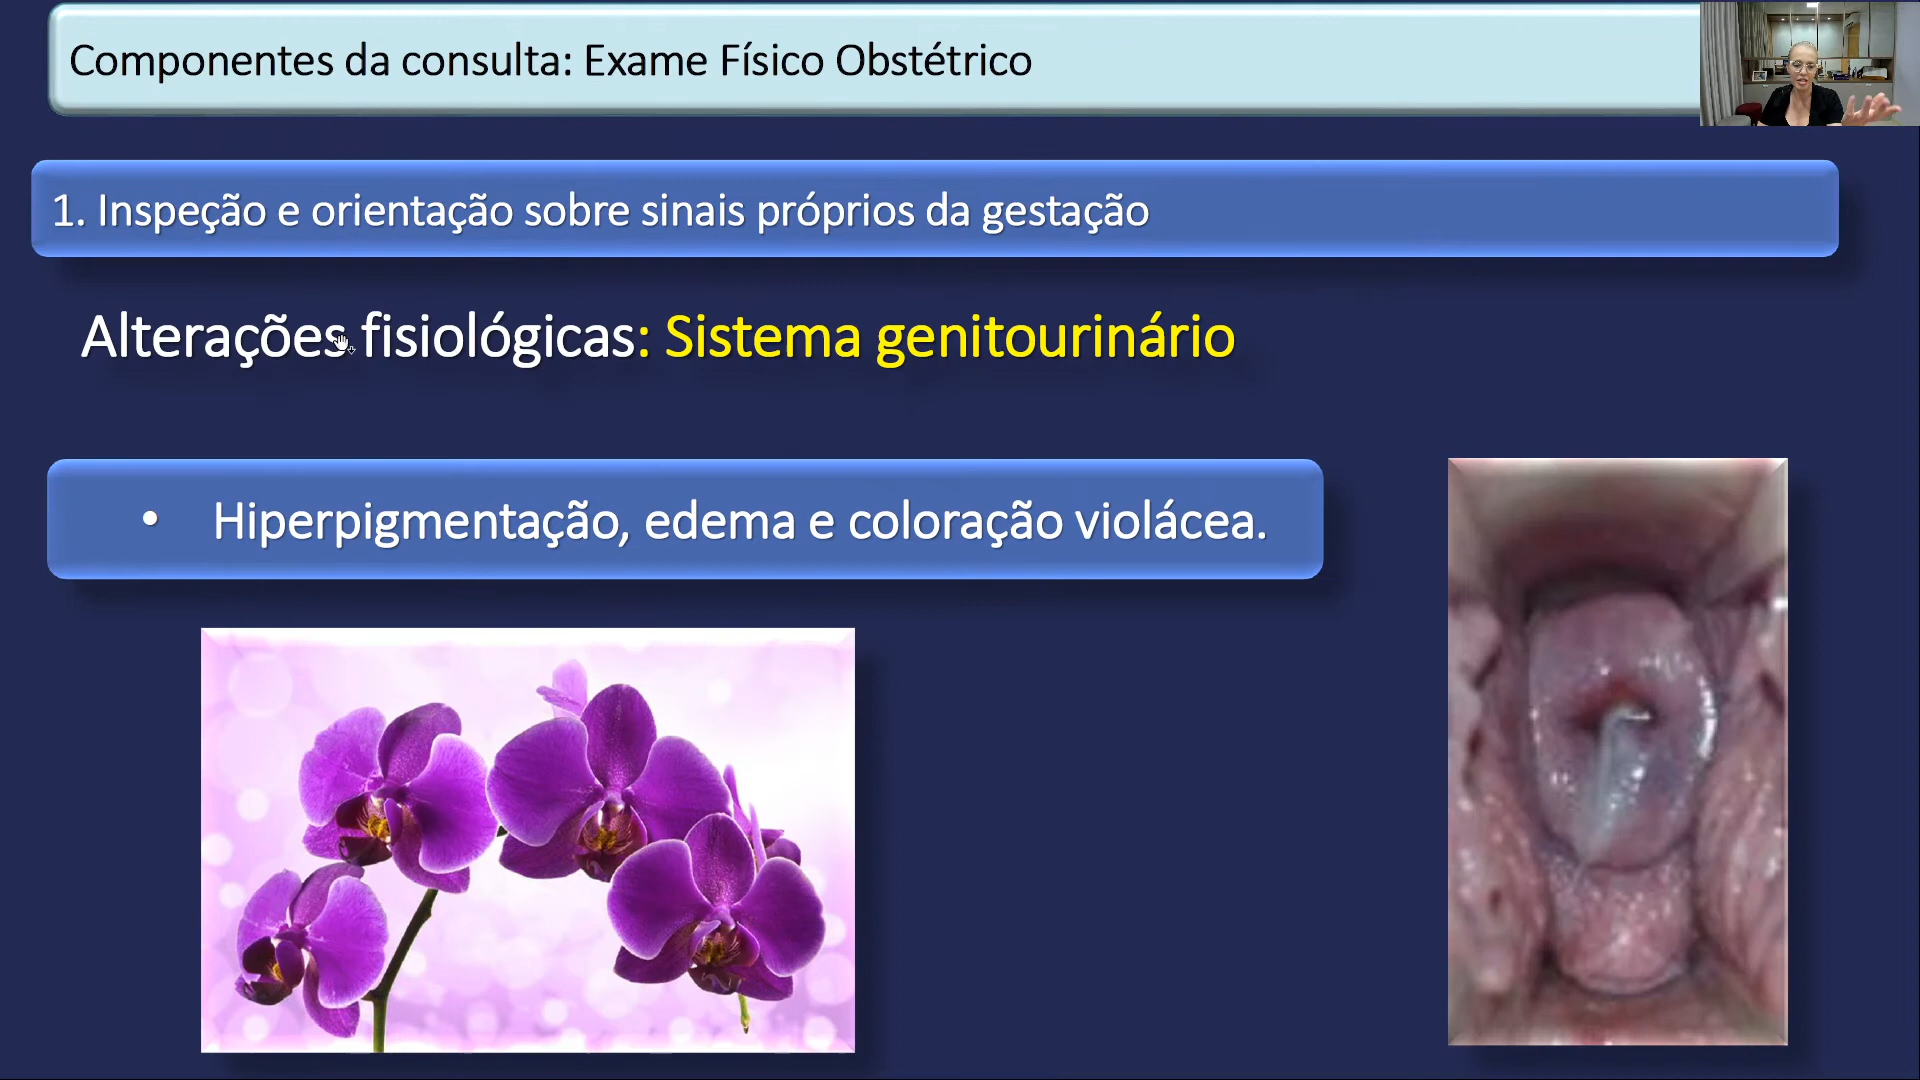 Componentes da consulta: Exame Físico Obstétrico
1. Inspeção e orientação sobre sinais próprios da gestação
Alterações fisiológicas: Sistema genitourinário
• Hiperpigmentação, edema e coloração violácea.